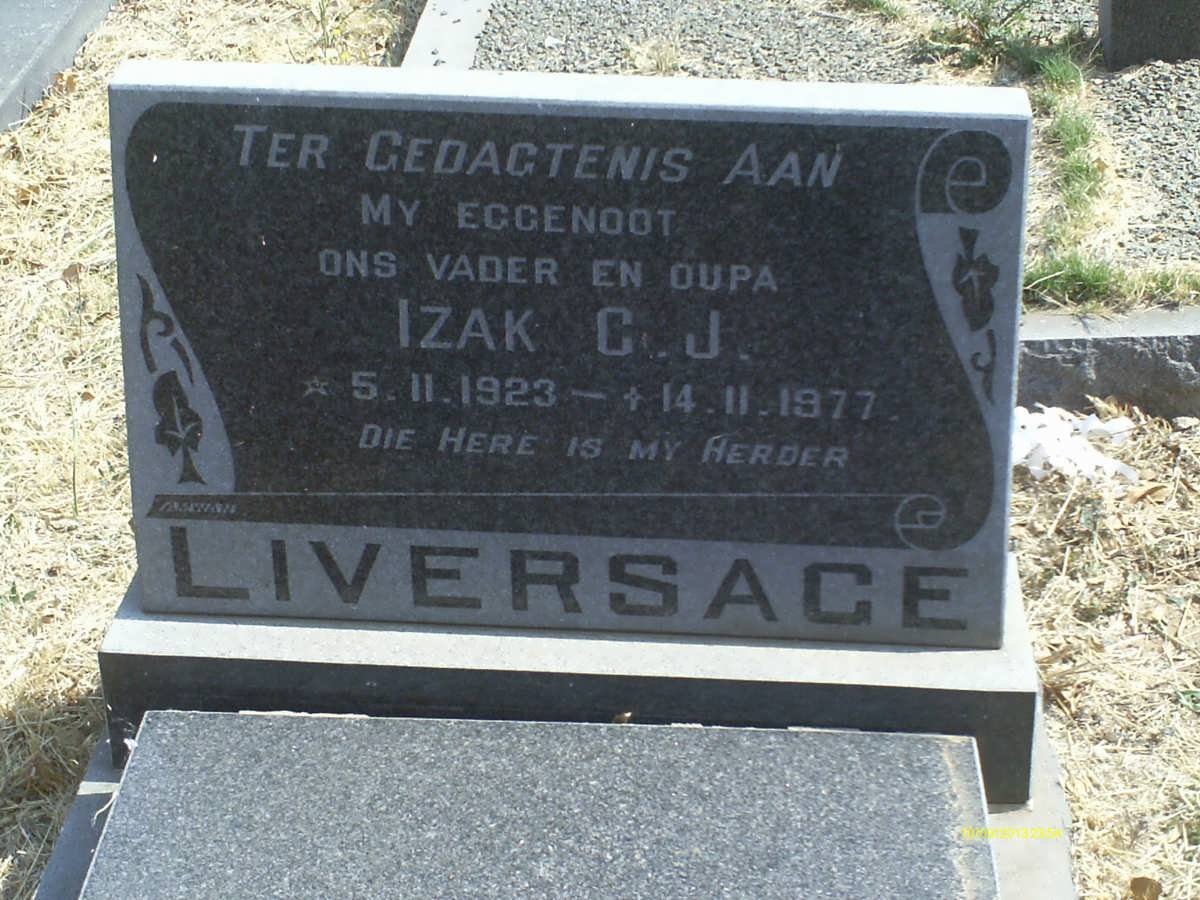 TER GEDAGTENIS AAN
MY EGGENOOT
ONS VADER EN OUPA
IZAK C.J.
☆ 5.11.1923 — † 14.11.1977.
DIE HERE IS MY HERDER
LIVERSAGE